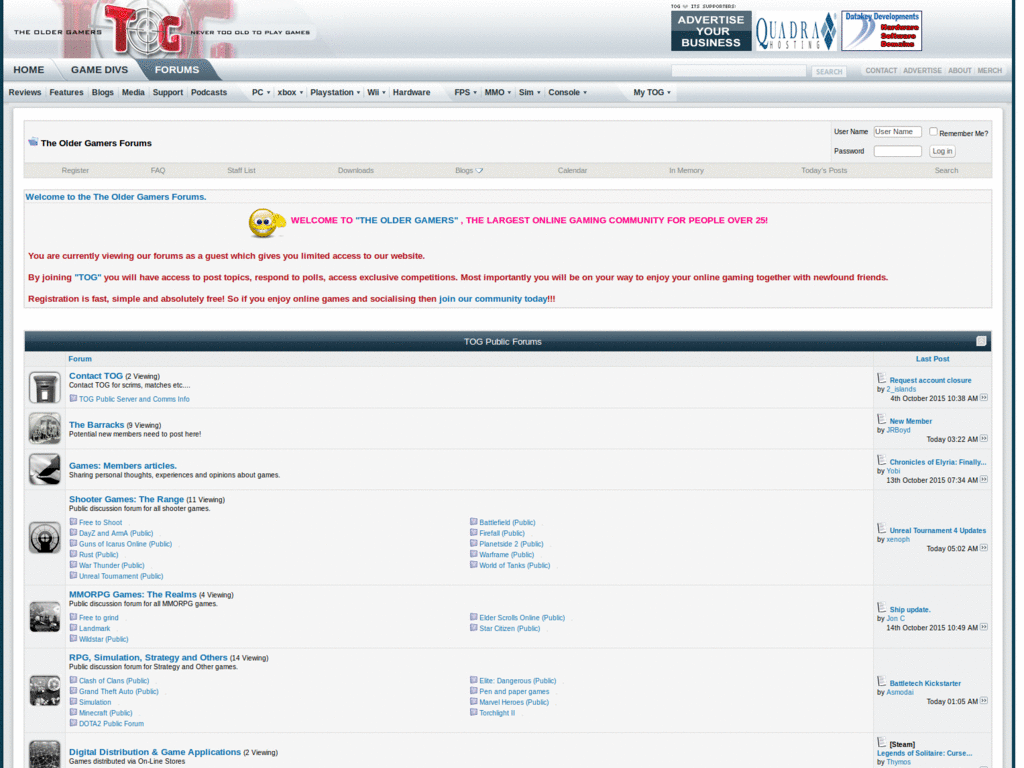 TOG IT'S SUPPORTERS:
THE OLDER GAMERS TOG NEVER TOO OLD TO PLAY GAMES
ADVERTISE YOUR BUSINESS
QUADRA HOSTING
Datakey Developments
Hardware
Software
Domains
HOME GAME DIVS FORUMS
SEARCH
CONTACT ADVERTISE ABOUT MERCH
Reviews Features Blogs Media Support Podcasts PC xbox Playstation Wii Hardware FPS MMO Sim Console My TOG
The Older Gamers Forums
User Name User Name Remember Me?
Password Log in
Register FAQ Staff List Downloads Blogs Calendar In Memory Today's Posts Search
Welcome to the The Older Gamers Forums.
WELCOME TO "THE OLDER GAMERS" , THE LARGEST ONLINE GAMING COMMUNITY FOR PEOPLE OVER 25!
You are currently viewing our forums as a guest which gives you limited access to our website.
By joining "TOG" you will have access to post topics, respond to polls, access exclusive competitions. Most importantly you will be on your way to enjoy your online gaming together with newfound friends.
Registration is fast, simple and absolutely free! So if you enjoy online games and socialising then join our community today!!!
TOG Public Forums
Forum Last Post
Contact TOG (2 Viewing)
Contact TOG for scrims, matches etc....
TOG Public Server and Comms Info
Request account closure
by 2_islands
4th October 2015 10:38 AM
The Barracks (9 Viewing)
Potential new members need to post here!
New Member
by JRBoyd
Today 03:22 AM
Games: Members articles.
Sharing personal thoughts, experiences and opinions about games.
Chronicles of Elyria: Finally...
by Yobi
13th October 2015 07:34 AM
Shooter Games: The Range (11 Viewing)
Public discussion forum for all shooter games.
Free to Shoot Battlefield (Public)
DayZ and ArmA (Public) Firefall (Public)
Guns of Icarus Online (Public) Planetside 2 (Public)
Rust (Public) Warframe (Public)
War Thunder (Public) World of Tanks (Public)
Unreal Tournament (Public)
Unreal Tournament 4 Updates
by xenoph
Today 05:02 AM
MMORPG Games: The Realms (4 Viewing)
Public discussion forum for all MMORPG games.
Free to grind Elder Scrolls Online (Public)
Landmark Star Citizen (Public)
Wildstar (Public)
Ship update.
by Jon C
14th October 2015 10:49 AM
RPG, Simulation, Strategy and Others (14 Viewing)
Public discussion forum for Strategy and Other games.
Clash of Clans (Public) Elite: Dangerous (Public)
Grand Theft Auto (Public) Pen and paper games
Simulation Marvel Heroes (Public)
Minecraft (Public) Torchlight II
DOTA2 Public Forum
Battletech Kickstarter
by Asmodai
Today 01:05 AM
Digital Distribution & Game Applications (2 Viewing)
Games distributed via On-Line Stores
[Steam]
Legends of Solitaire: Curse...
by Thymos